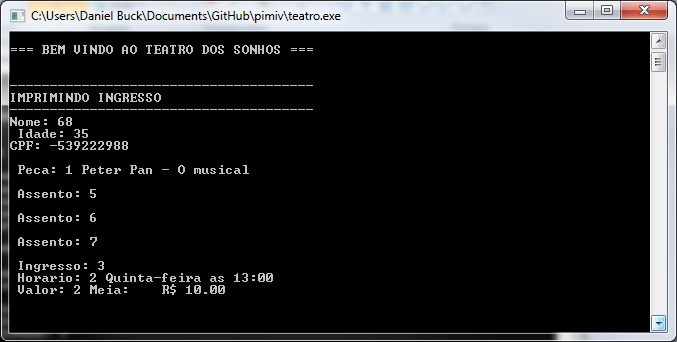 C:\Users\Daniel Buck\Documents\GitHub\pimiv\teatro.exe
=== BEM VINDO AO TEATRO DOS SONHOS ===
--------------------------------------
IMPRIMINDO INGRESSO
--------------------------------------
Nome: 68
Idade: 35
CPF: -539222988
Peca: 1 Peter Pan - O musical
Assento: 5
Assento: 6
Assento: 7
Ingresso: 3
Horario: 2 Quinta-feira as 13:00
Valor: 2 Meia:    R$ 10.00